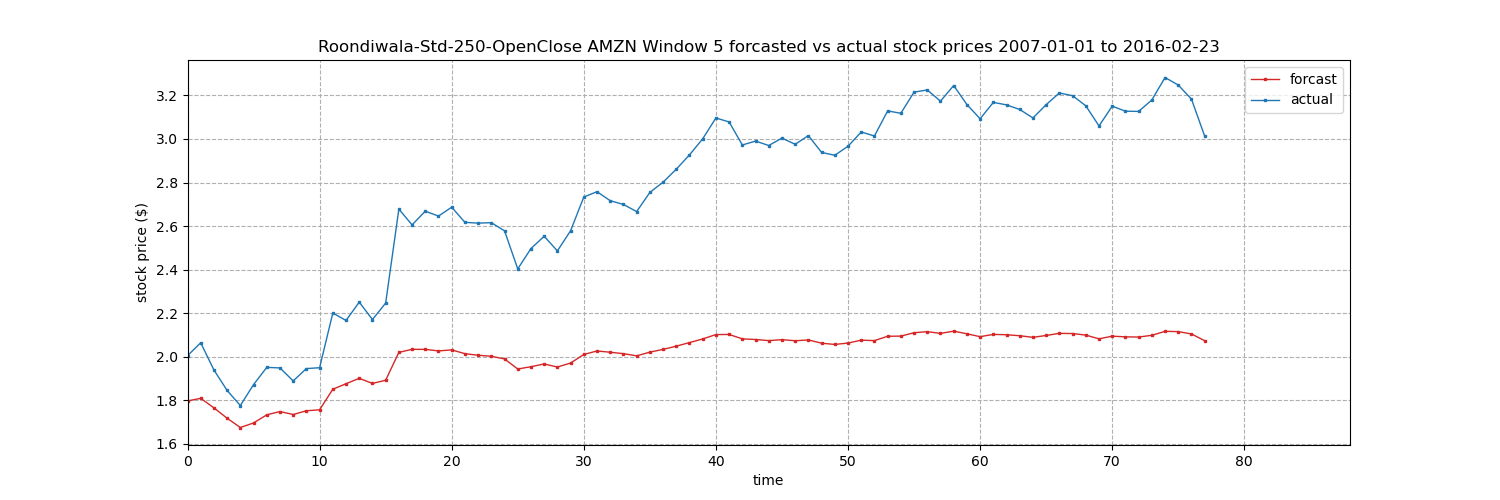 Roondiwala-Std-250-OpenClose AMZN Window 5 forcasted vs actual stock prices 2007-01-01 to 2016-02-23
forcast
actual
stock price ($)
3.2
3.0
2.8
2.6
2.4
2.2
2.0
1.8
1.6
0 10 20 30 40 50 60 70 80
time